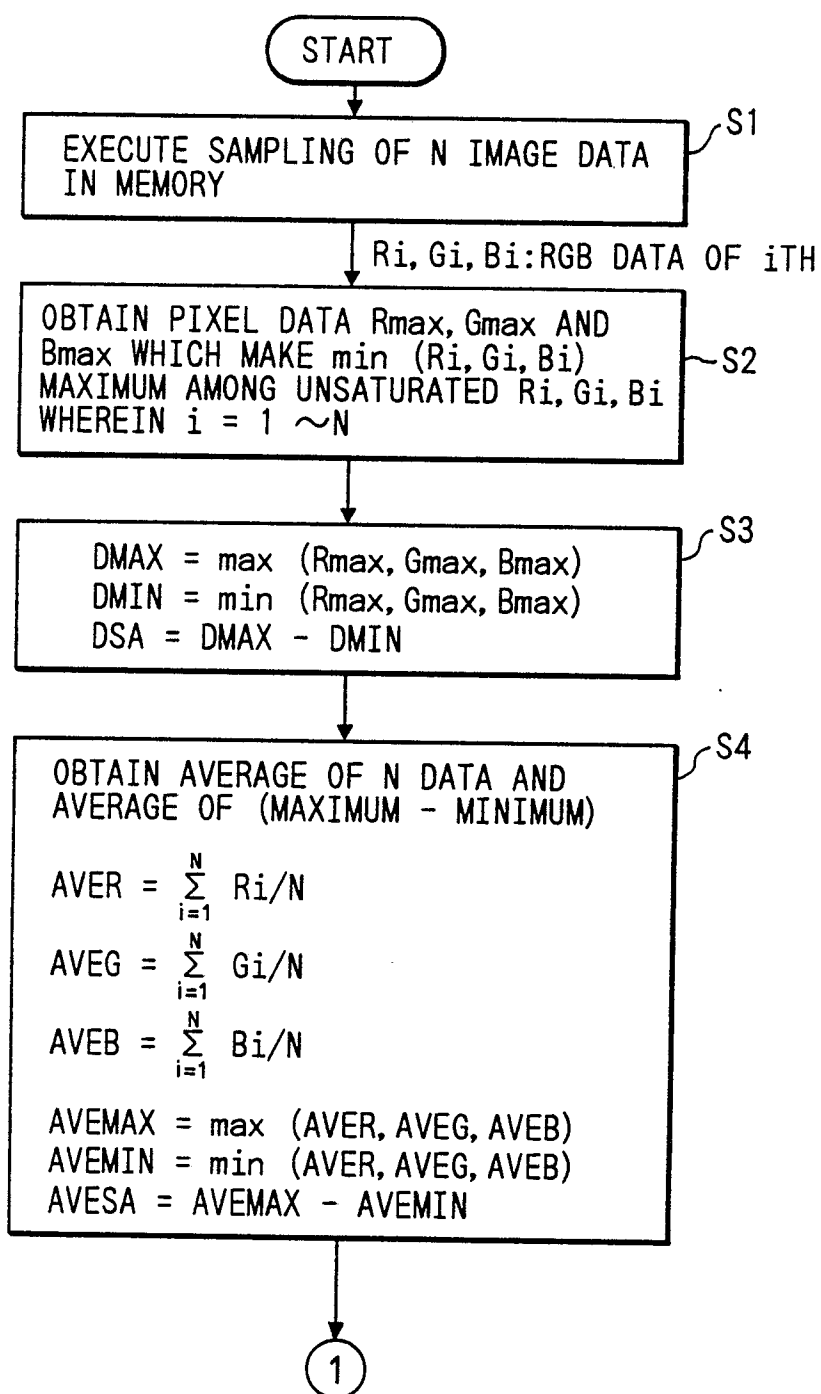 START
S1
EXECUTE SAMPLING OF N IMAGE DATA
IN MEMORY
Ri, Gi, Bi:RGB DATA OF iTH
OBTAIN PIXEL DATA Rmax, Gmax AND
Bmax WHICH MAKE min (Ri, Gi, Bi)
MAXIMUM AMONG UNSATURATED Ri, Gi, Bi
WHEREIN i = 1 ~N
S2
S3
DMAX = max (Rmax, Gmax, Bmax)
DMIN = min (Rmax, Gmax, Bmax)
DSA = DMAX - DMIN
S4
OBTAIN AVERAGE OF N DATA AND
AVERAGE OF (MAXIMUM - MINIMUM)
AVER = N Σ i=1 Ri/N
AVEG = N Σ i=1 Gi/N
AVEB = N Σ i=1 Bi/N
AVEMAX = max (AVER, AVEG, AVEB)
AVEMIN = min (AVER, AVEG, AVEB)
AVESA = AVEMAX - AVEMIN
1